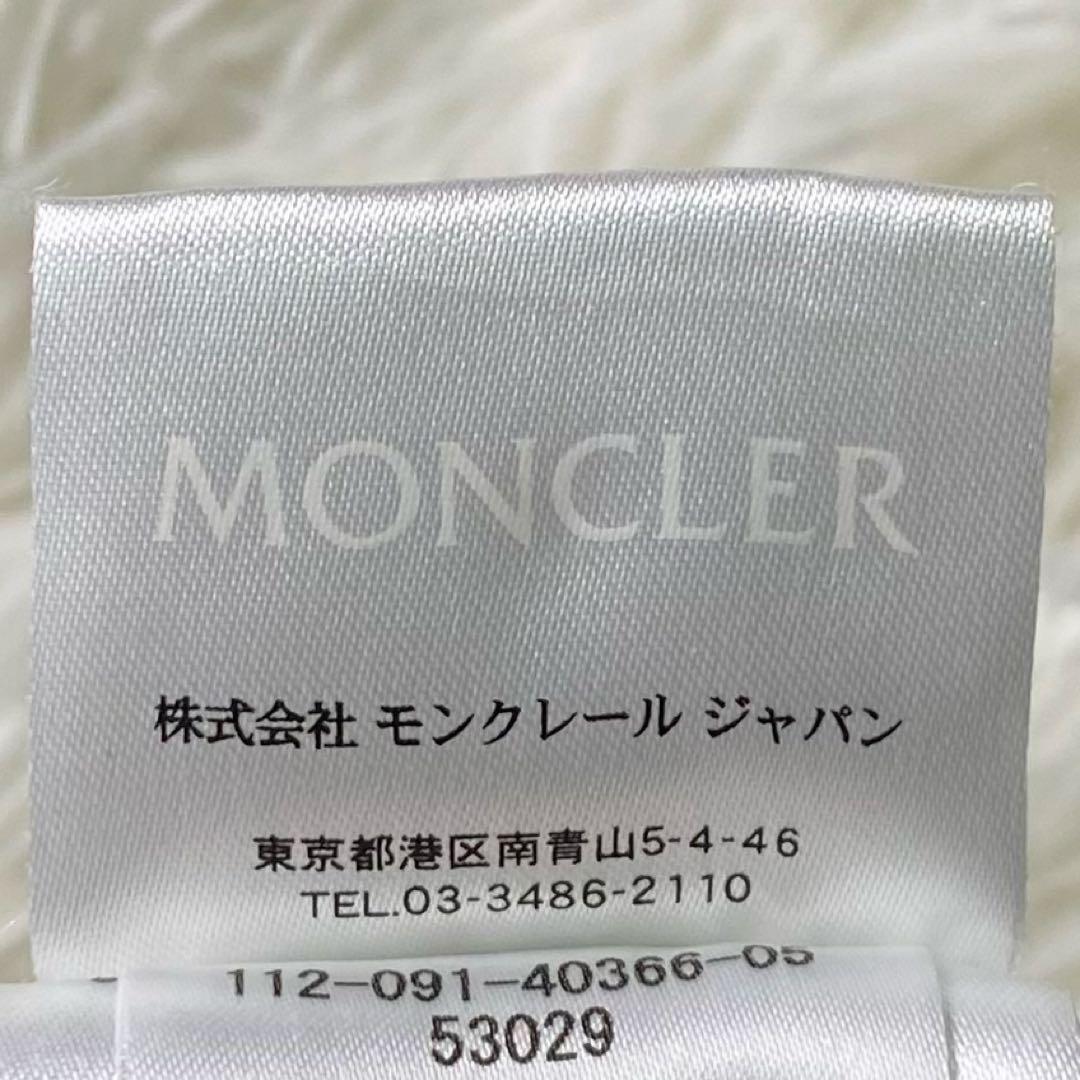 MONCLER
株式会社 モンクレール ジャパン
東京都港区南青山5-4-46
TEL.03-3486-2110
112-091-40366-05
53029